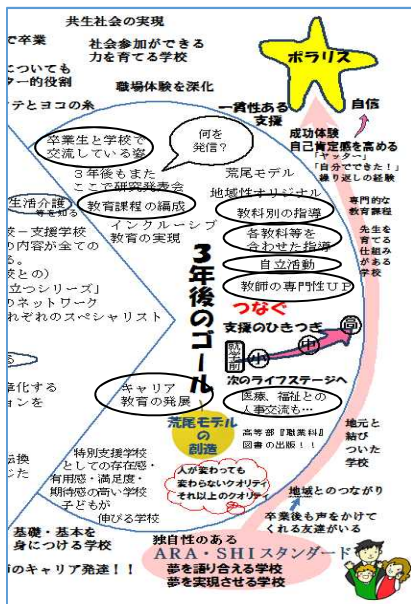 共生社会の実現
で卒業
社会参加ができる
力を育てる学校
についても
ター的役割
職場体験を深化
テとヨコの糸
ポラリス
一貫性ある
支援
自信
成功体験
自己肯定感を高める
「ヤッター」
「自分でできた！」
繰り返しの経験
何を
発信？
卒業生と学校で
交流している姿
３年後もまた
ここで研究発表会
荒尾モデル
地域性オリジナル
生活介護
等を知る
教育課程の編成
インクルーシブ
教育の実現
教科別の指導
各教科等を
合わせた指導
自立活動
教師の専門性ＵＰ
専門的な
教育課程
先生を
育てる
仕組み
がある
学校
校－支援学校
の内容が全ての
る。
校との）
立つシリーズ」
のネットワーク
れぞれのスペシャリスト
３年後のゴール
つなぐ
支援のひきつぎ
就学前
小
中
高
次のライフステージへ
キャリア
教育の発展
医療、福祉との
人事交流も…
高等部『職業科』
図書の出版！！
荒尾モデル
の
創造
る
準化する
ションを
地元と
結び
ついた
学校
転換
じた
特別支援学校
としての存在感・
有用感・満足度・
期待感の高い学校
子どもが
伸びる学校
人が変わっても
変わらないクオリティ
それ以上のクオリティ
地域とのつながり
卒業後も声をかけて
くれる友達がいる
基礎・基本を
身につける学校
のキャリア発達！！
独自性のある
ARA・SHIスタンダード
夢を語り合える学校
夢を実現させる学校